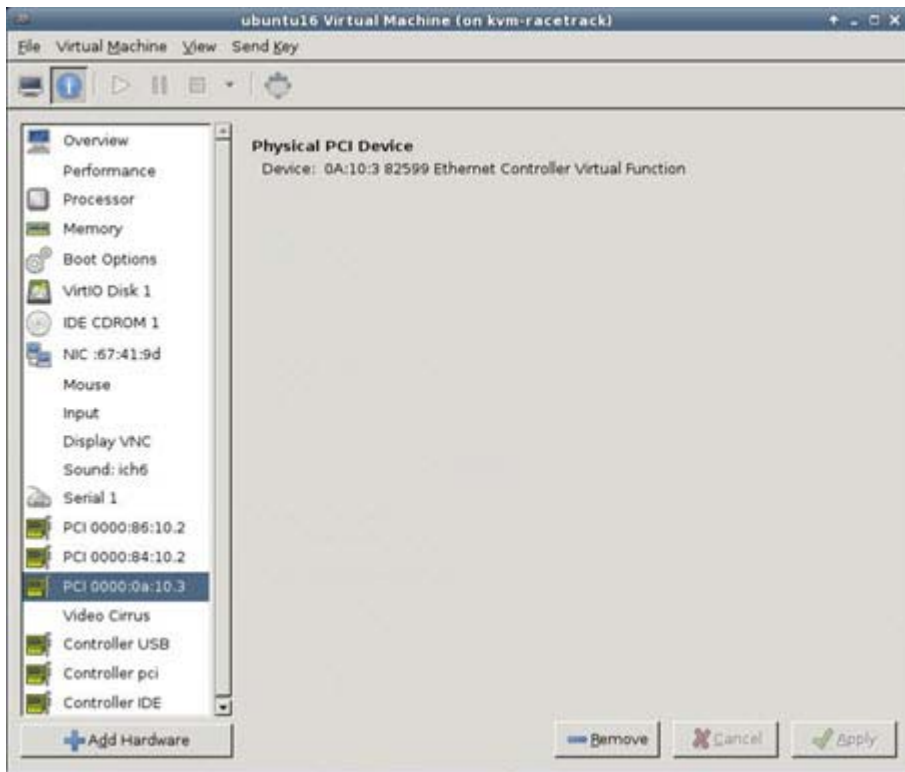 ubuntu16 Virtual Machine (on kvm-racetrack)
File Virtual Machine View Send Key
Overview
Performance
Processor
Memory
Boot Options
VirtIO Disk 1
IDE CDROM 1
NIC :67:41:9d
Mouse
Input
Display VNC
Sound: ich6
Serial 1
PCI 0000:86:10.2
PCI 0000:84:10.2
PCI 0000:0a:10.3
Video Cirrus
Controller USB
Controller pci
Controller IDE
Add Hardware
Physical PCI Device
Device: 0A:10:3 82599 Ethernet Controller Virtual Function
Remove
Cancel
Apply